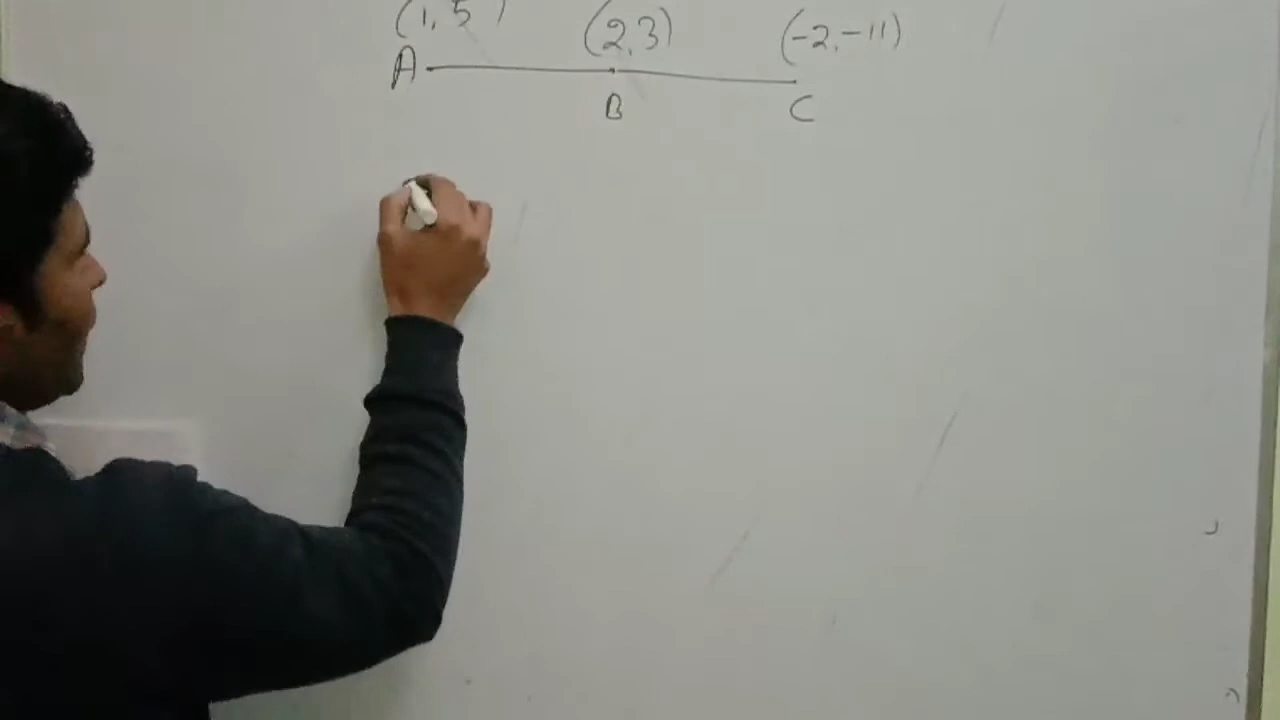 (1, 5) (2,3) (-2,-11)
A B C